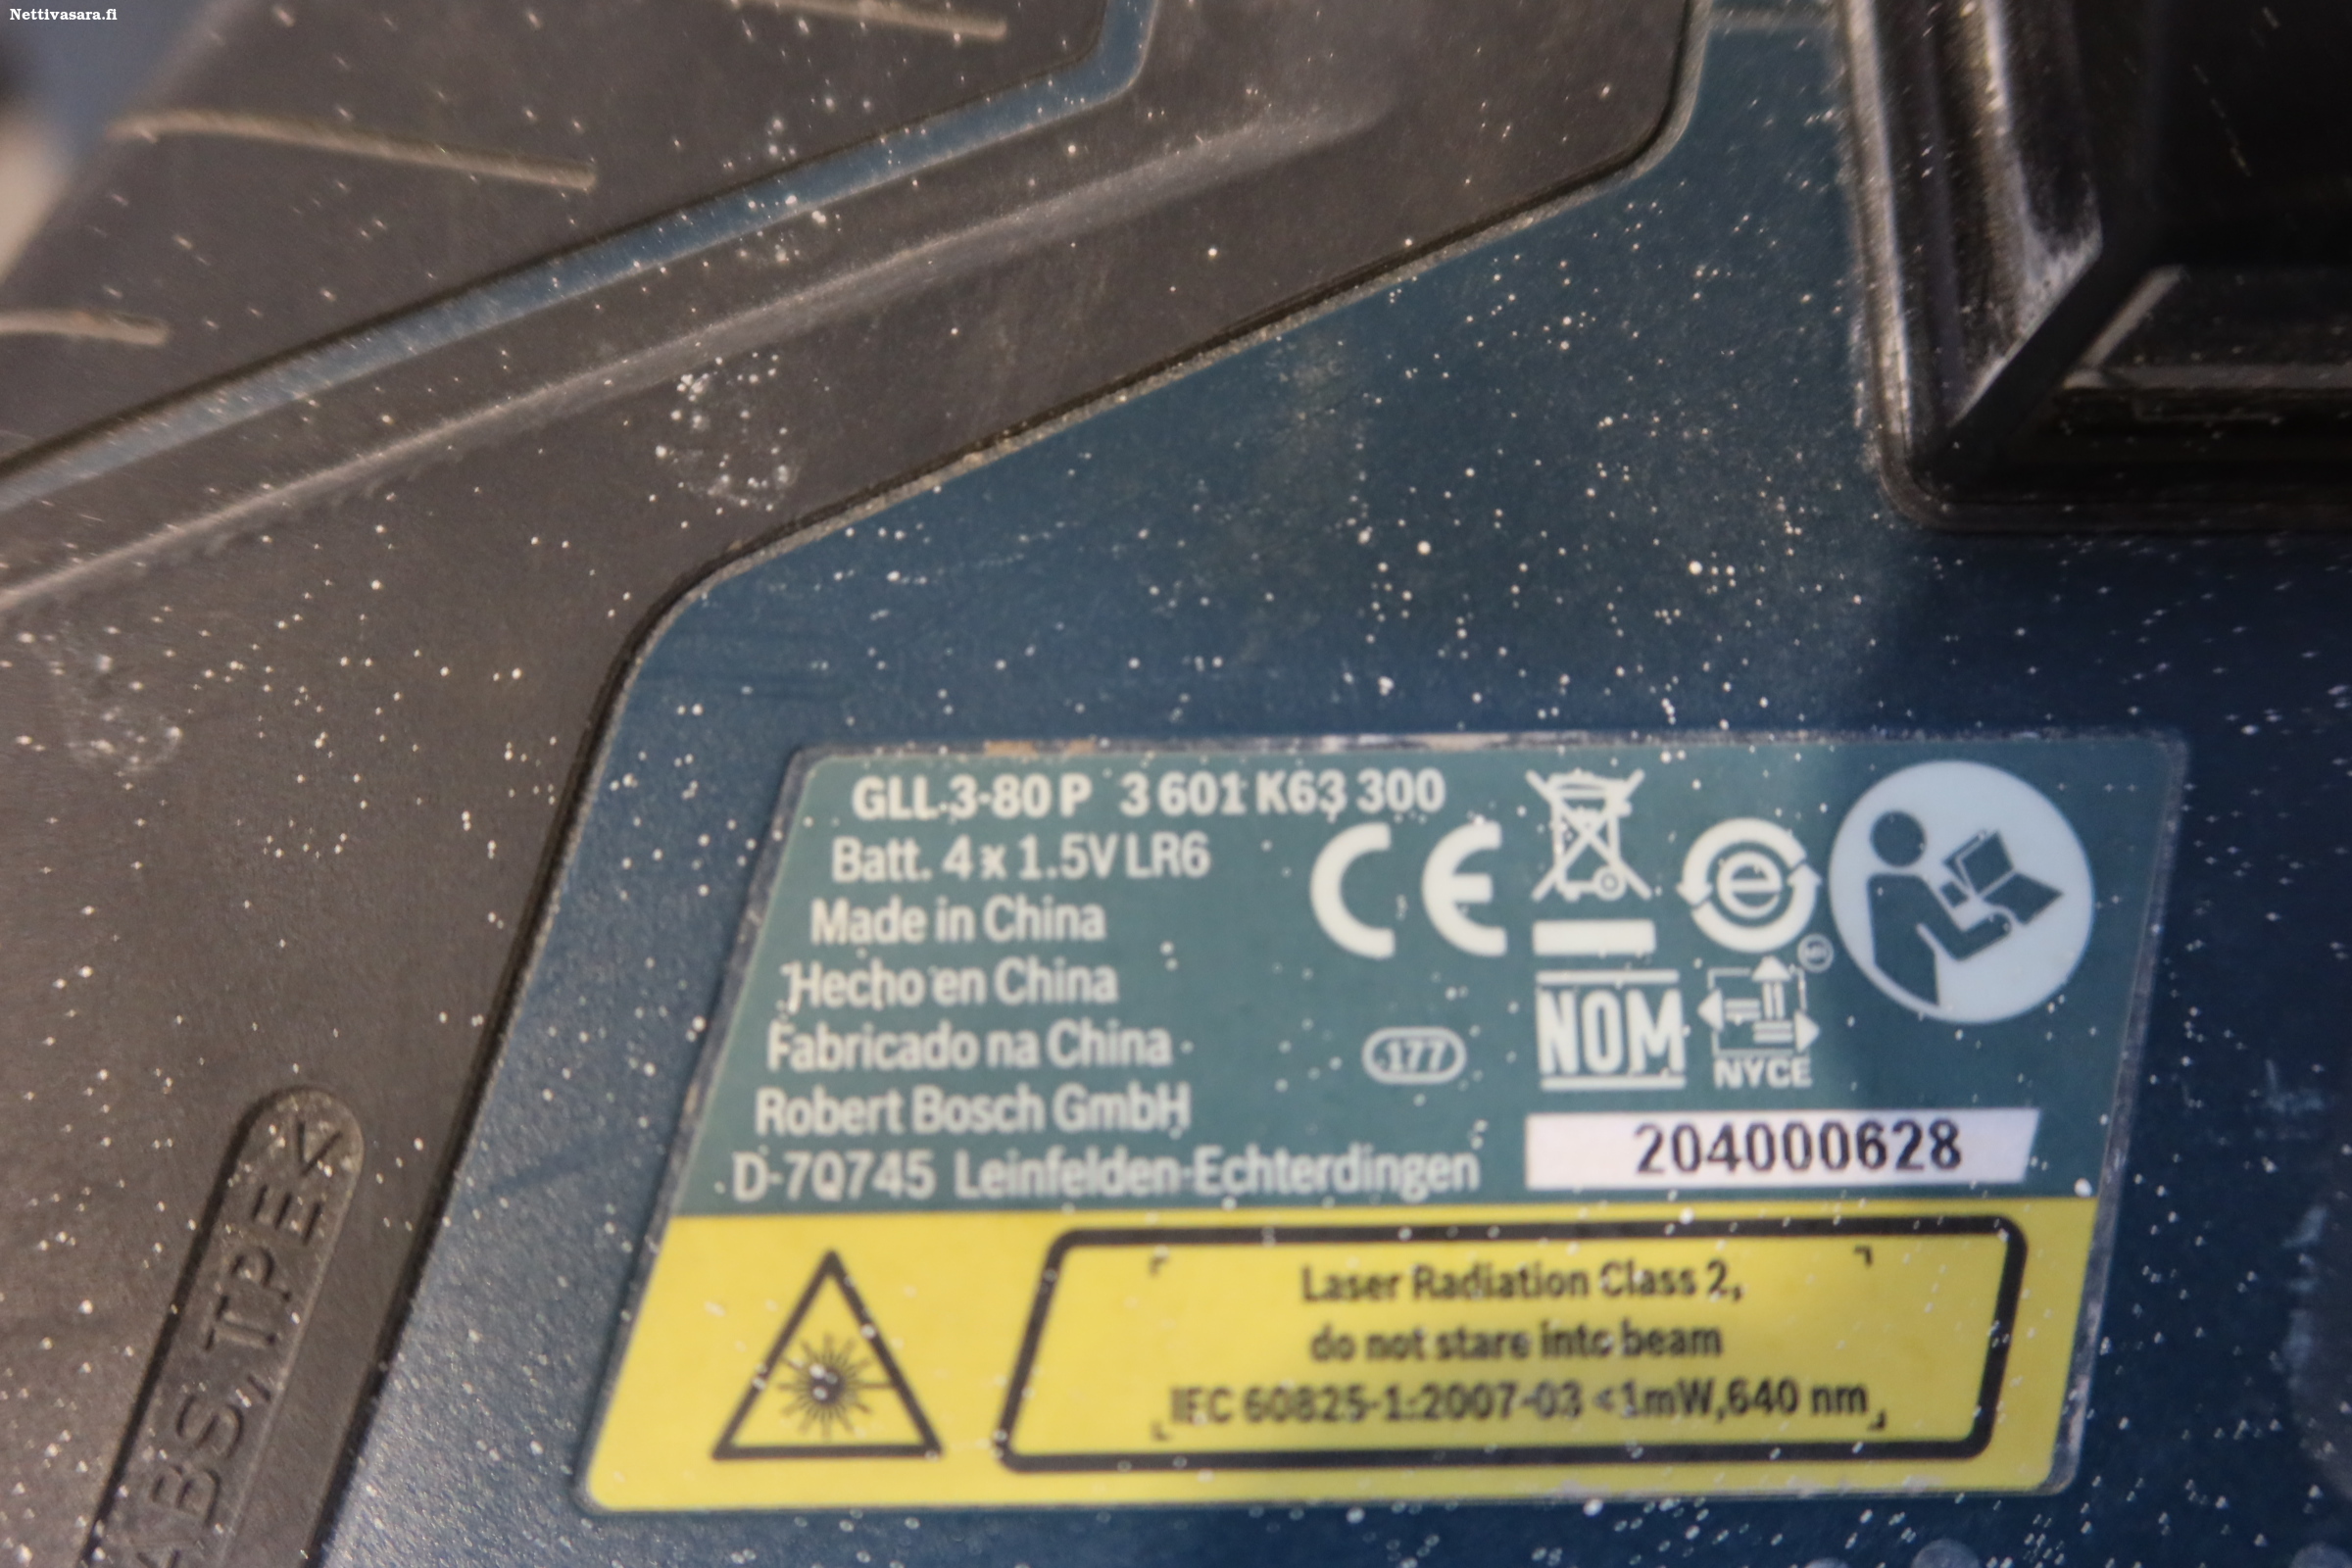 Nettivasara.fi
GLL 3-80 P 3 601 K63 300
Batt. 4 x 1.5V LR6
CE
Made in China
e
Hecho en China
Fabricado na China
177
NOM
NYCE
Robert Bosch GmbH
D-70745 Leinfelden-Echterdingen
204000628
ABS, TPE<
Laser Radiation Class 2,
do not stare into beam
IEC 60825-1:2007-03 <1mW,640 nm